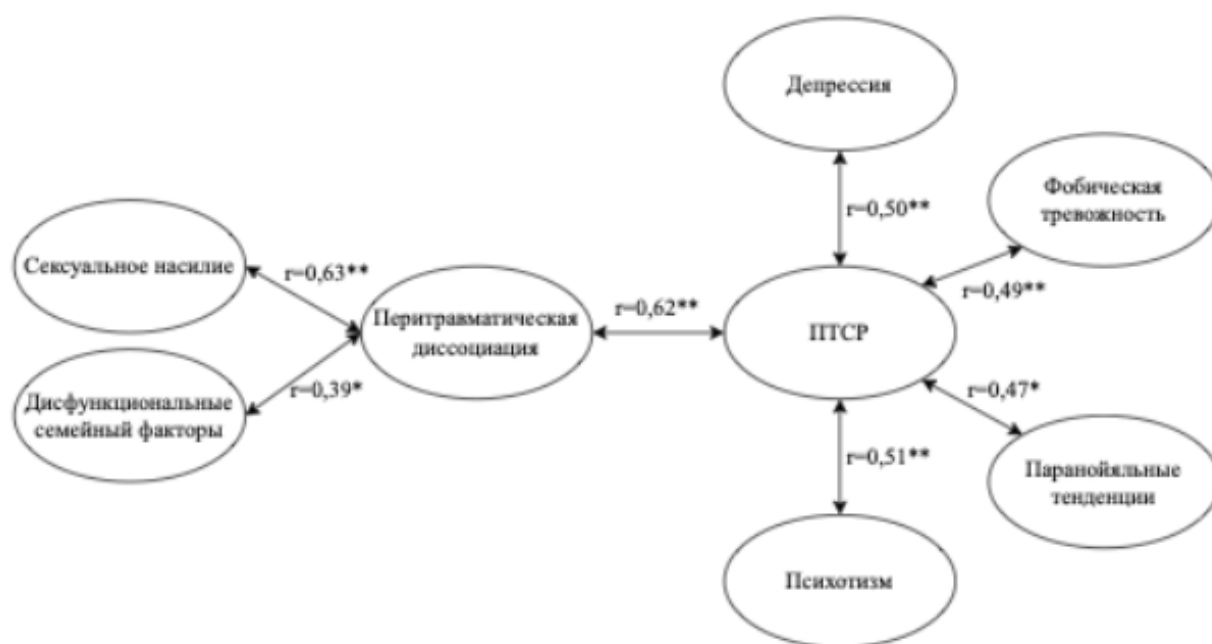 Депрессия
Фобическая
тревожность
r=0,50**
Сексуальное насилие
r=0,63**
r=0,49**
Перитравматическая
диссоциация
r=0,62**
ПТСР
Дисфункциональные
семейный факторы
r=0,39*
r=0,47*
r=0,51**
Паранойяльные
тенденции
Психотизм